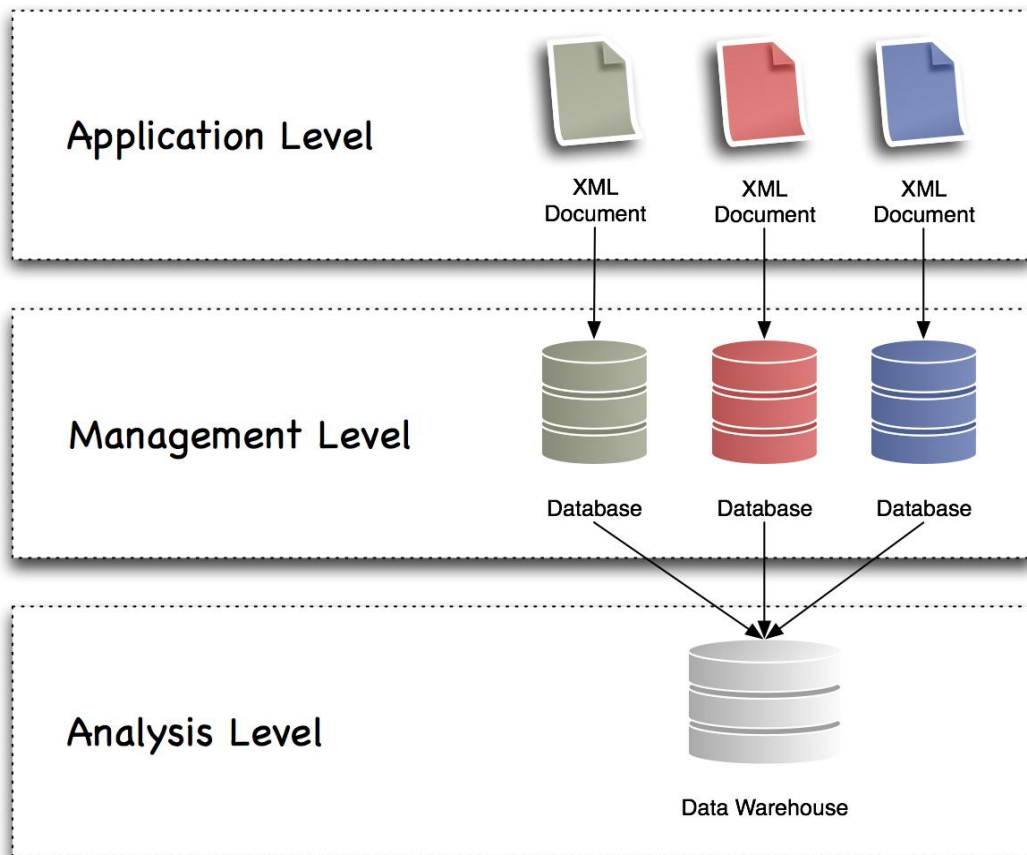 Application Level
XML
Document
XML
Document
XML
Document
Management Level
Database
Database
Database
Analysis Level
Data Warehouse